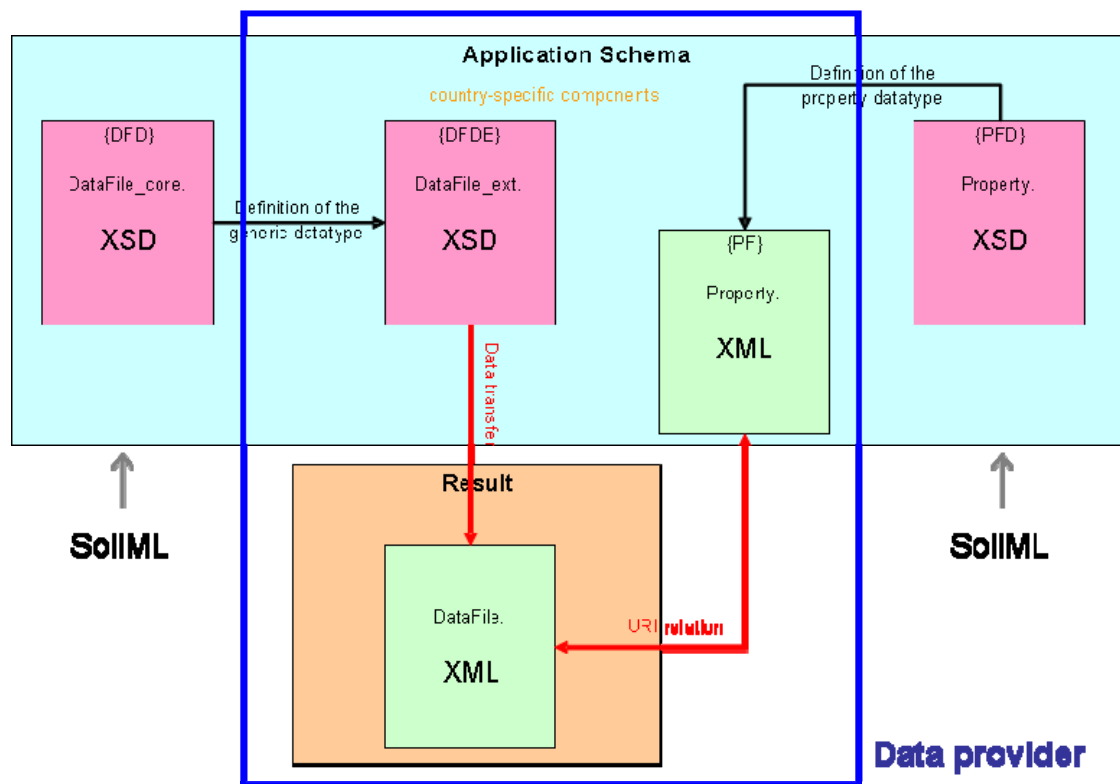 Application Schema
country-specific components
Definition of the
property datatype
{DFD}
DataFile_core.
XSD
Definition of the
generic datatype
{DFDE}
DataFile_ext.
XSD
{PF}
Property.
XML
{PFD}
Property.
XSD
Data transfer
Result
DataFile.
XML
URI relation
SoilML
SoilML
Data provider